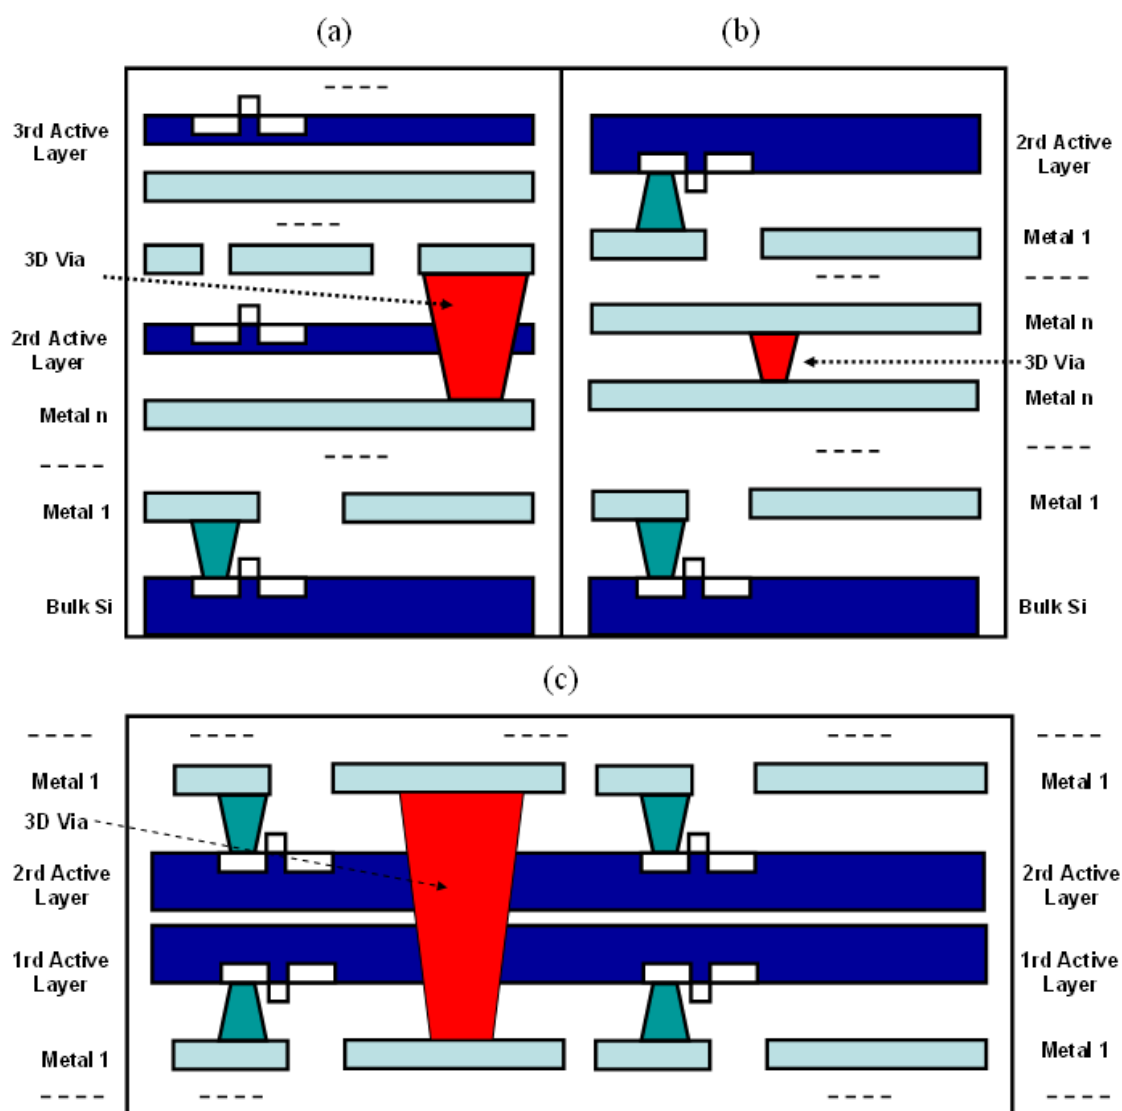 (a)
(b)
3rd Active
Layer
3D Via
2rd Active
Layer
Metal n
Metal 1
Bulk Si
2rd Active
Layer
Metal 1
Metal n
3D Via
Metal n
Metal 1
Bulk Si
(c)
Metal 1
3D Via
2rd Active
Layer
1rd Active
Layer
Metal 1
Metal 1
2rd Active
Layer
1rd Active
Layer
Metal 1